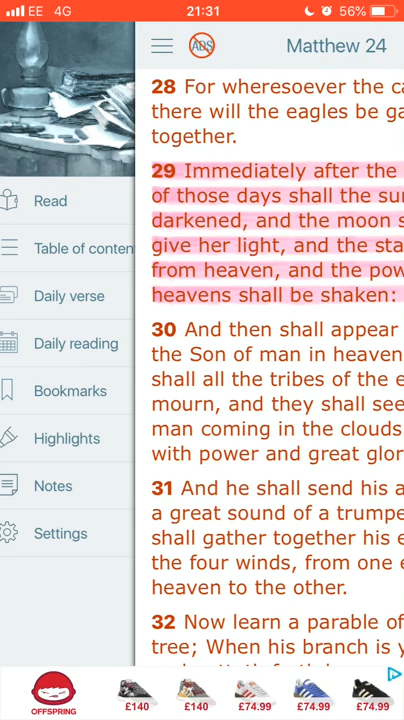 EE 4G 21:31 56%
ADS
Matthew 24
Read
Table of conten
Daily verse
Daily reading
Bookmarks
Highlights
Notes
Settings
28 For wheresoever the ca
there will the eagles be ga
together.
29 Immediately after the
of those days shall the sun
darkened, and the moon s
give her light, and the sta
from heaven, and the pow
heavens shall be shaken:
30 And then shall appear
the Son of man in heaven
shall all the tribes of the e
mourn, and they shall see
man coming in the clouds
with power and great glor
31 And he shall send his a
a great sound of a trumpe
shall gather together his e
the four winds, from one e
heaven to the other.
32 Now learn a parable of
tree; When his branch is y
OFFSPRING
£140 £140 £74.99 £74.99 £74.99